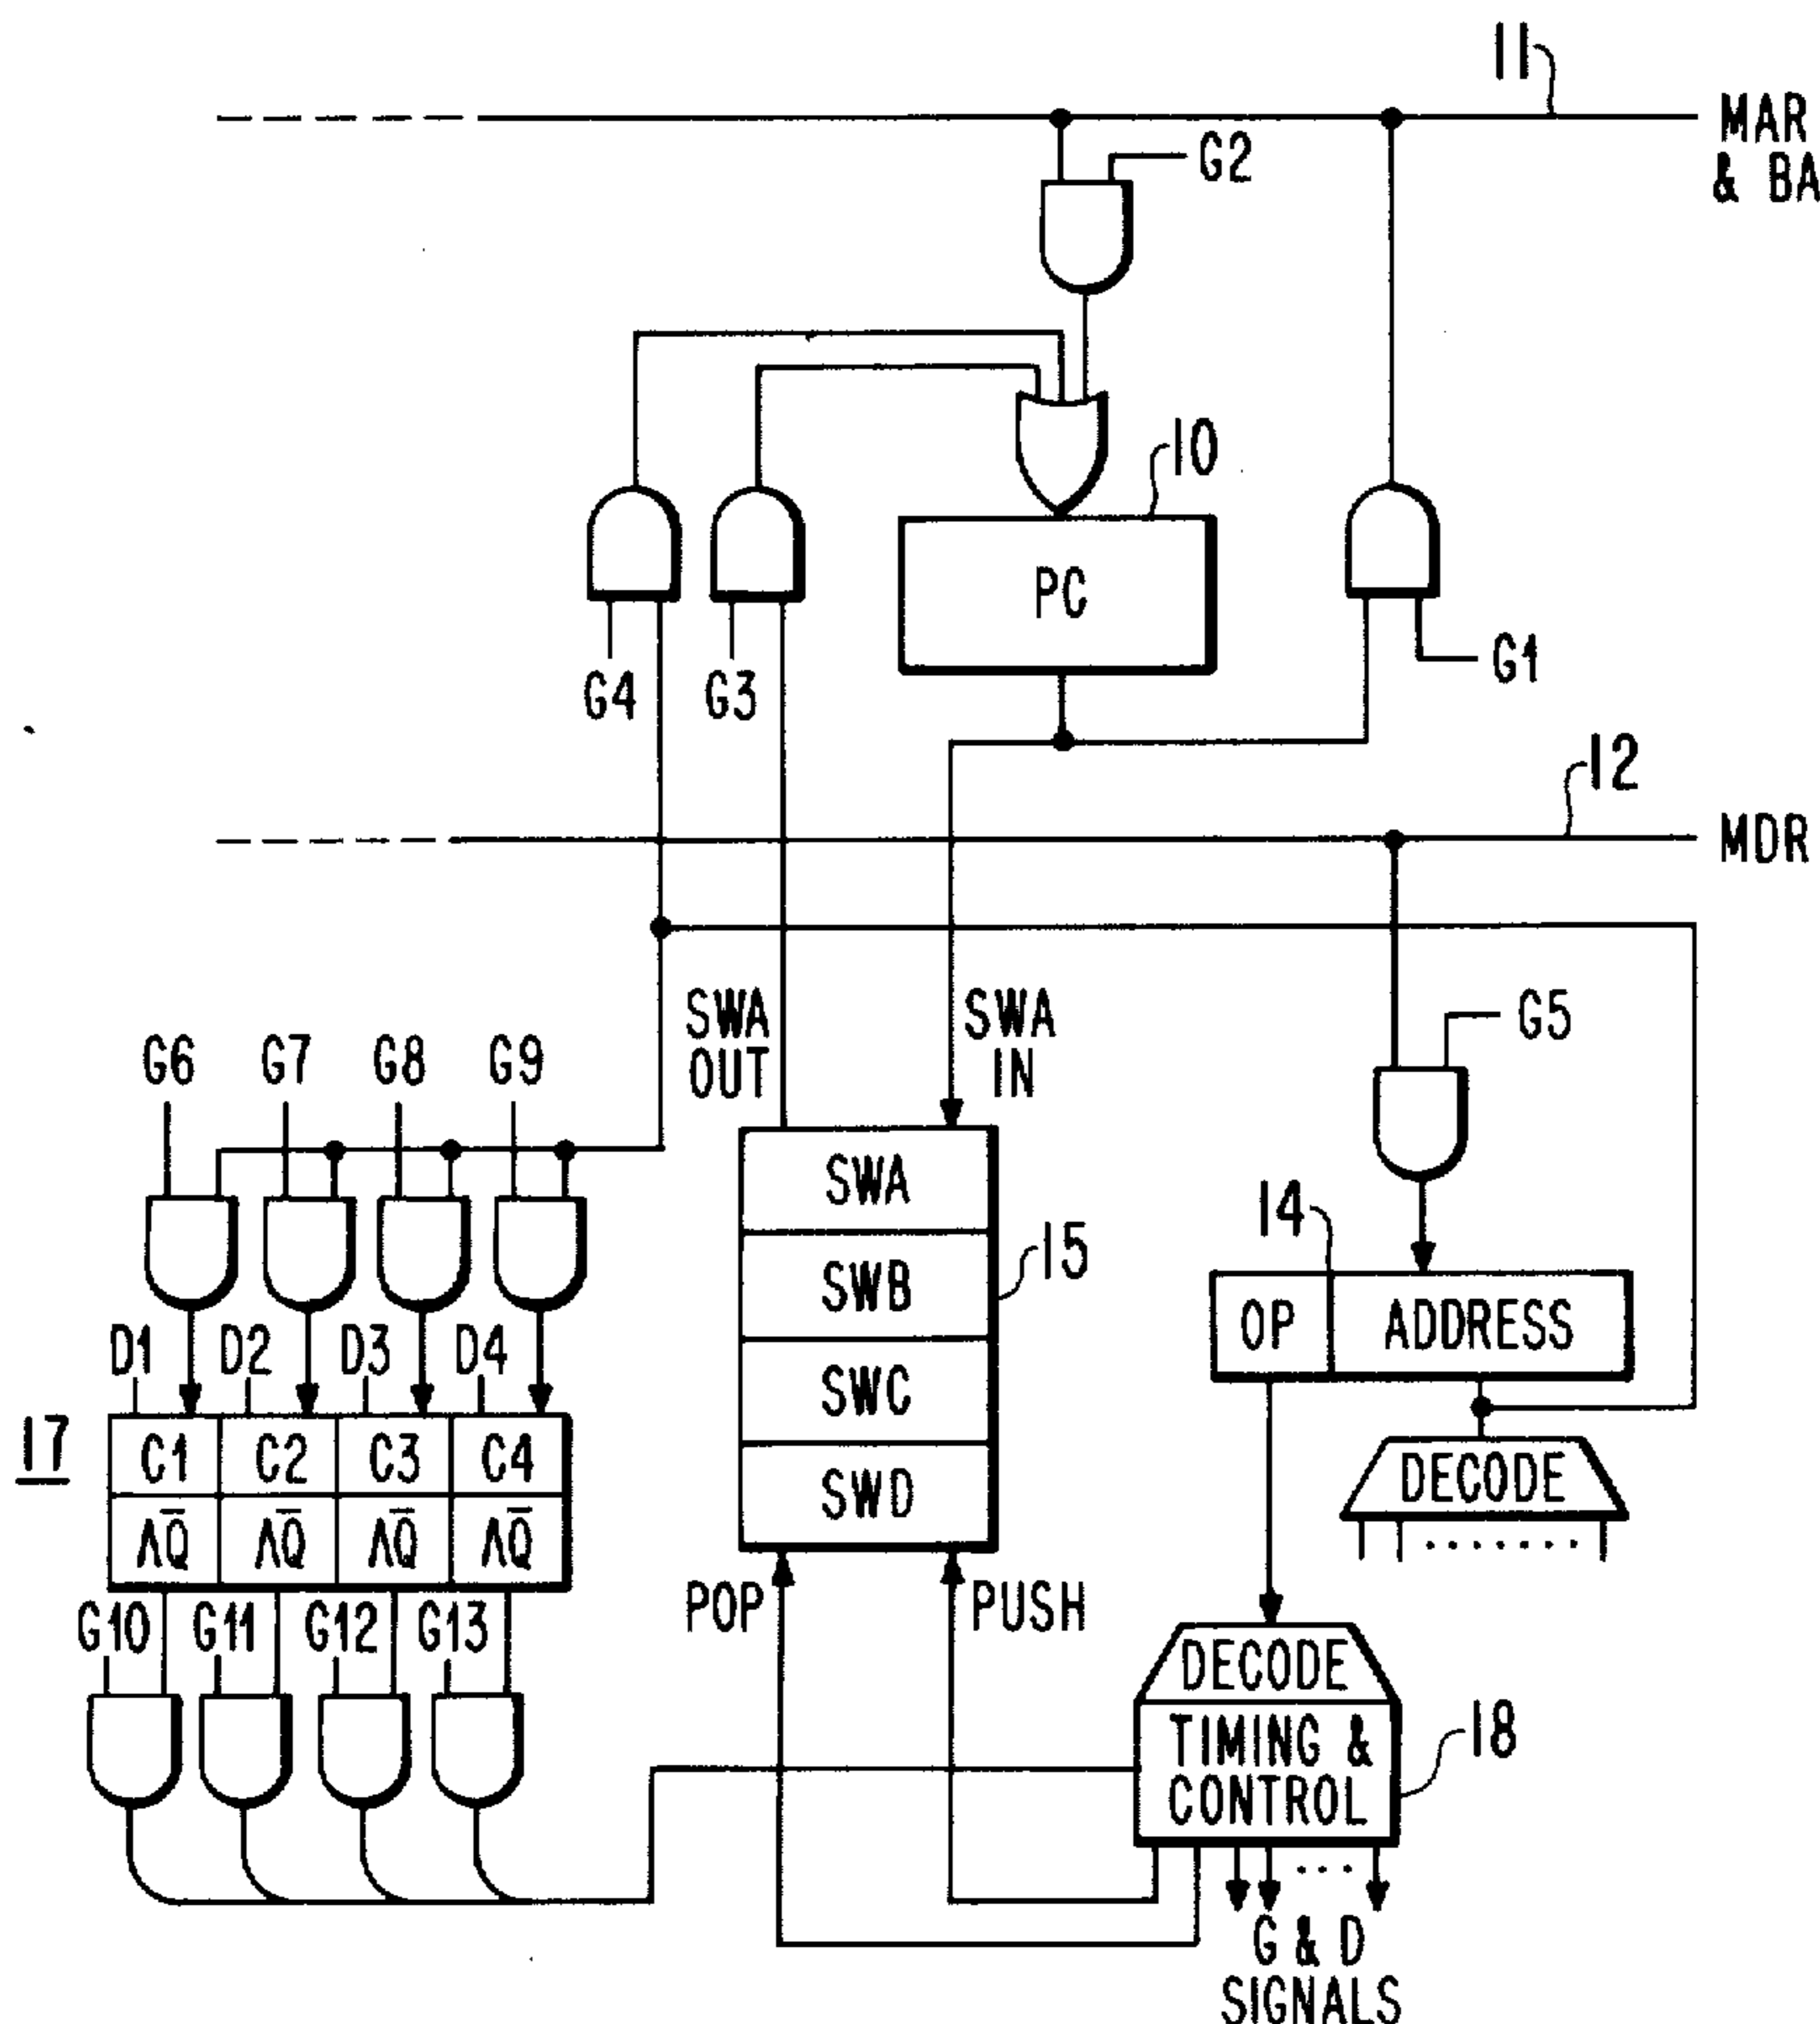 11
MAR
& BA
G2
10
PC
G4
G3
G1
12
MDR
SWA
OUT
SWA
IN
G5
G6
G7
G8
G9
SWA
SWB
SWC
SWD
15
14
OP
ADDRESS
D1
D2
D3
D4
17
C1
C2
C3
C4
ΛQ̅
ΛQ̅
ΛQ̅
ΛQ̅
DECODE
POP
PUSH
G10
G11
G12
G13
DECODE
TIMING &
CONTROL
18
G & D
SIGNALS